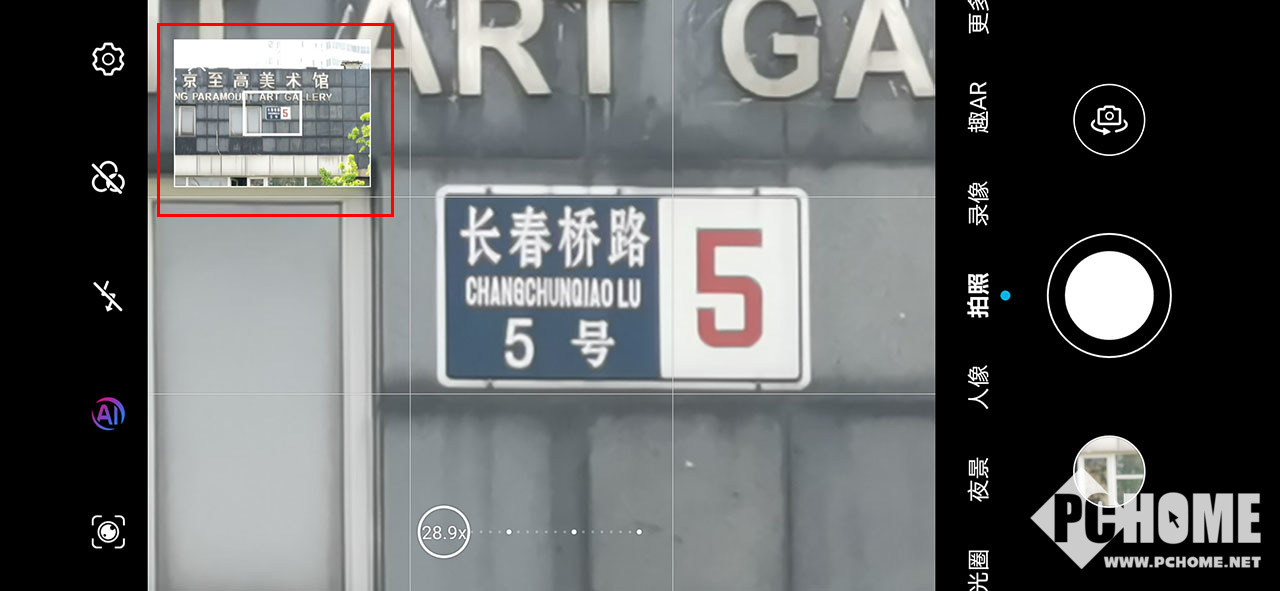 T ART GA
京至高美术馆
NG PARAMOUNT ART GALLERY
长春桥路
CHANGCHUNQIAO LU
5号
5
5
28.9x
AI
更多
趣AR
录像
拍照
人像
夜景
光圈
PCHOME
WWW.PCHOME.NET